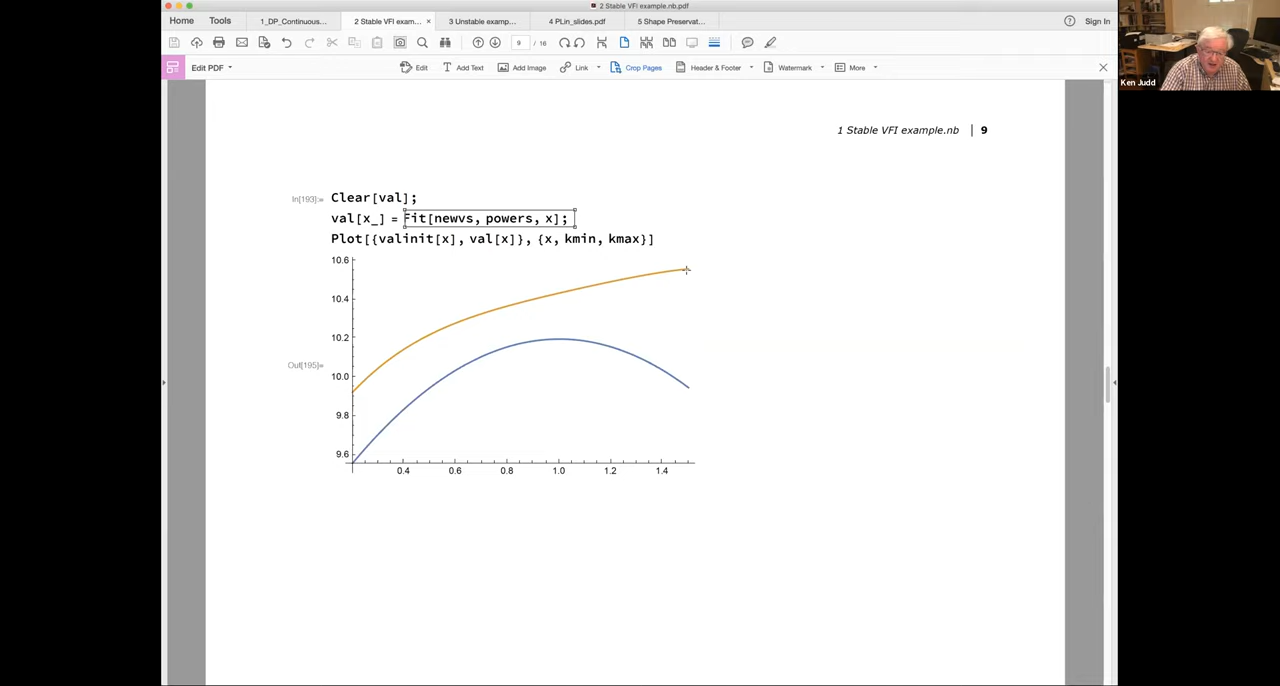 2 Stable VFI example.nb.pdf
Home Tools 1_DP_Continuous... 2 Stable VFI exam... × 3 Unstable examp... 4 PLin_slides.pdf 5 Shape Preservat... Sign In
9 / 16
Edit PDF Edit Add Text Add Image Link Crop Pages Header & Footer Watermark More
Ken Judd
1 Stable VFI example.nb | 9
In[193]:= Clear[val];
val[x_] = Fit[newvs, powers, x];
Plot[{valinit[x], val[x]}, {x, kmin, kmax}]
10.6
10.4
10.2
Out[195]=
10.0
9.8
9.6
0.4 0.6 0.8 1.0 1.2 1.4